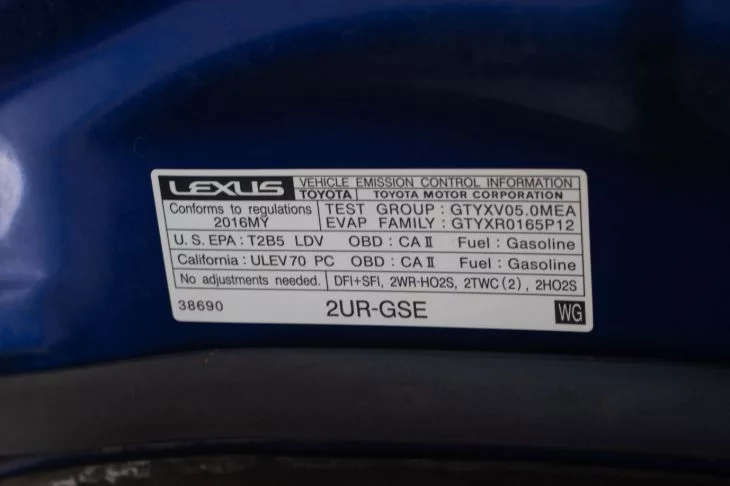 LEXUS VEHICLE EMISSION CONTROL INFORMATION
TOYOTA TOYOTA MOTOR CORPORATION
Conforms to regulations
2016MY
TEST GROUP : GTYXV05.0MEA
EVAP FAMILY : GTYXR0165P12
U.S. EPA : T2B5 LDV OBD : CA II Fuel : Gasoline
California : ULEV70 PC OBD : CA II Fuel : Gasoline
No adjustments needed. DFI+SFI, 2WR-HO2S, 2TWC(2), 2HO2S
38690 2UR-GSE WG